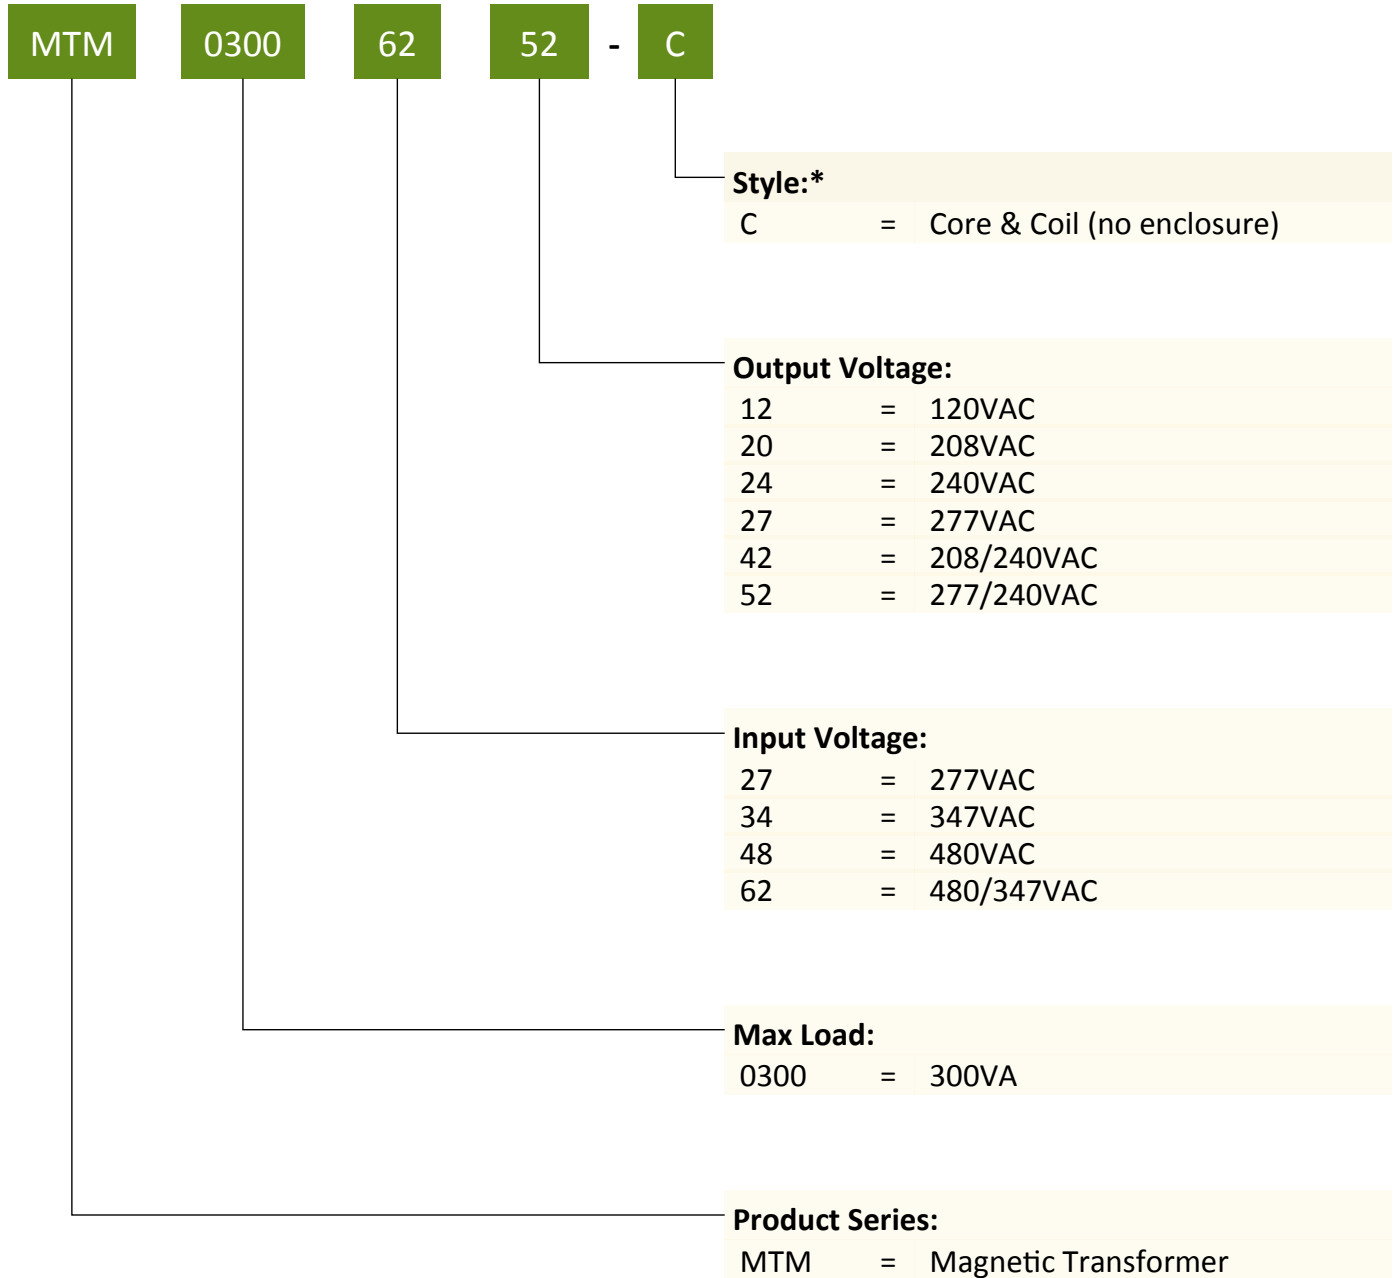 MTM 0300 62 52 - C
Style:*
C = Core & Coil (no enclosure)
Output Voltage:
12 = 120VAC
20 = 208VAC
24 = 240VAC
27 = 277VAC
42 = 208/240VAC
52 = 277/240VAC
Input Voltage:
27 = 277VAC
34 = 347VAC
48 = 480VAC
62 = 480/347VAC
Max Load:
0300 = 300VA
Product Series:
MTM = Magnetic Transformer